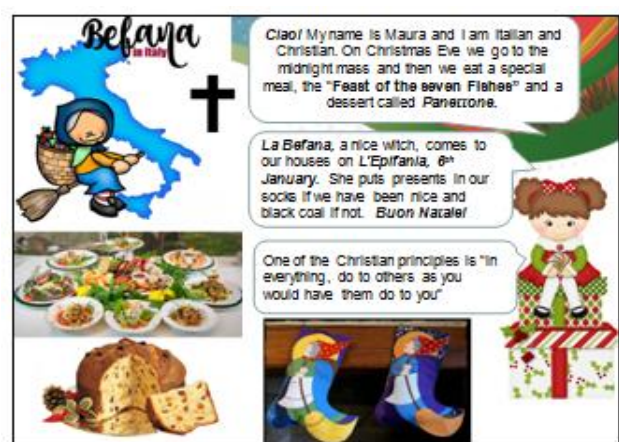 Befana
in Italy
Ciao! My name is Maura and I am Italian and
Christian. On Christmas Eve we go to the
midnight mass and then we eat a special
meal, the "Feast of the seven Fishes" and a
dessert called Panettone.
La Befana, a nice witch, comes to
our houses on L'Epifania, 6th
January. She puts presents in our
socks if we have been nice and
black coal if not. Buon Natale!
One of the Christian principles is "In
everything, do to others as you
would have them do to you"